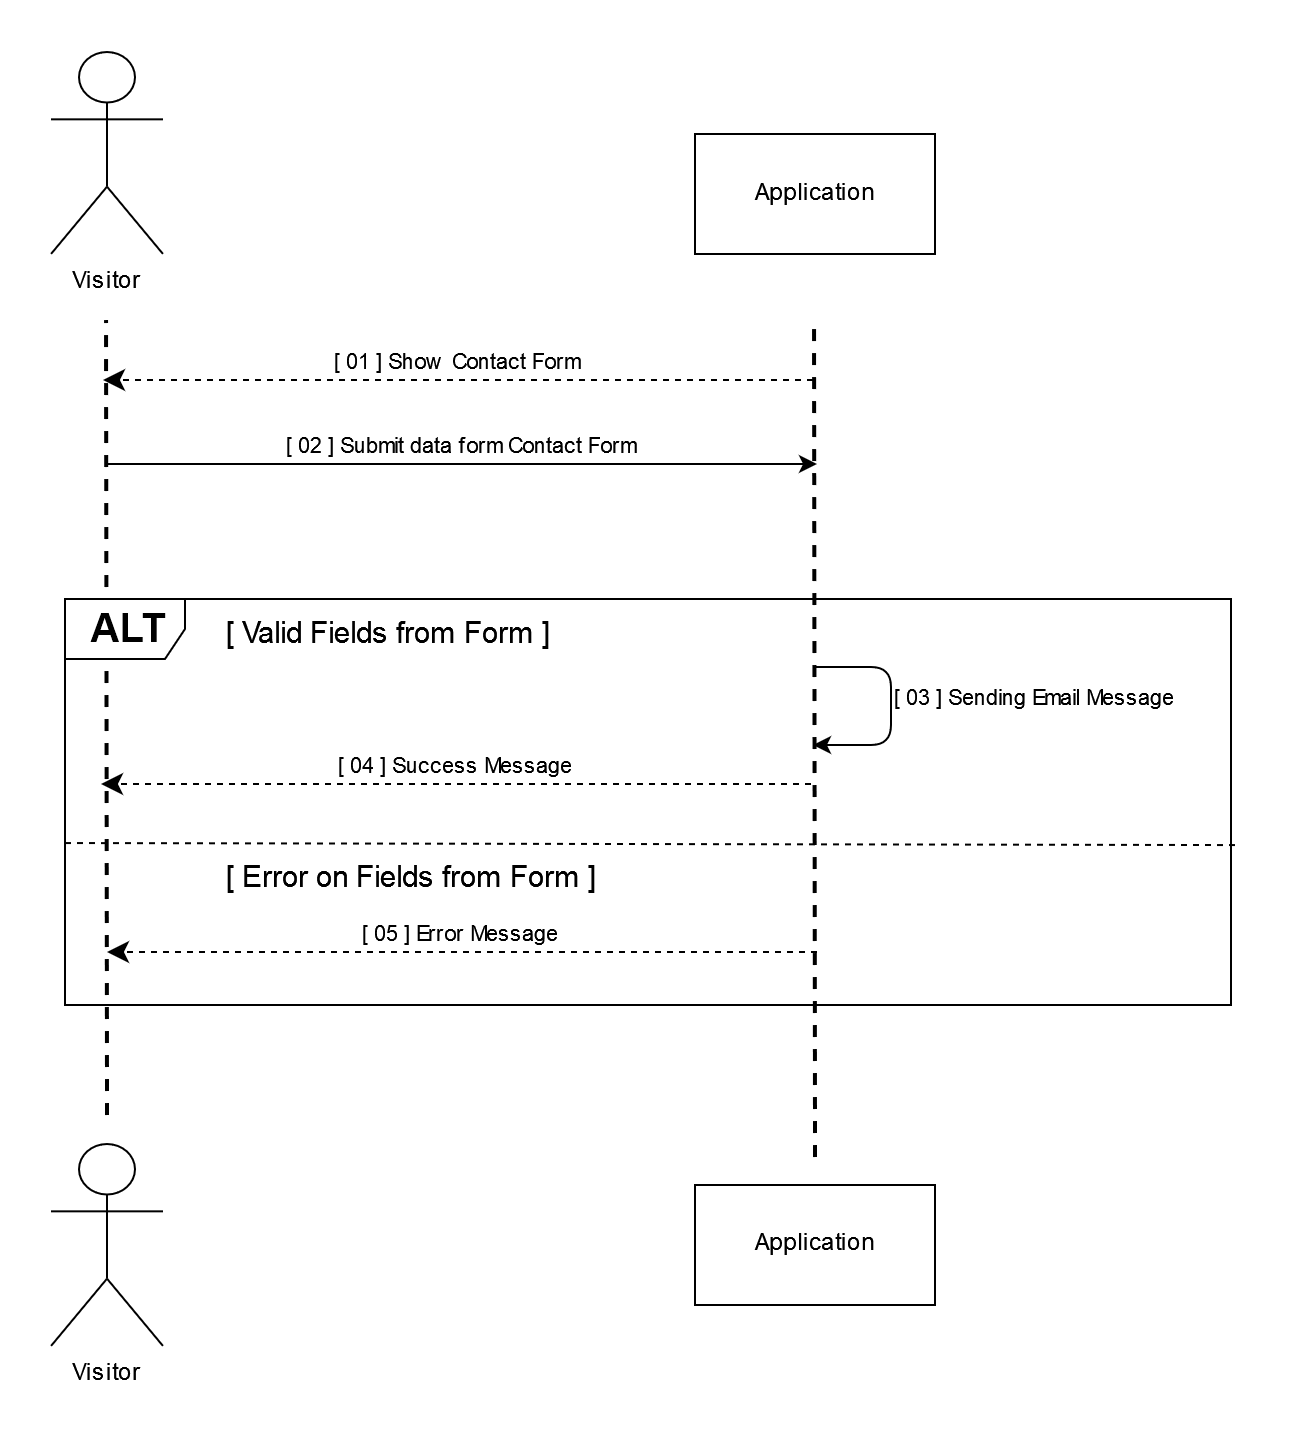 Application
Visitor
[ 01 ] Show Contact Form
[ 02 ] Submit data form Contact Form
ALT
[ Valid Fields from Form ]
[ 03 ] Sending Email Message
[ 04 ] Success Message
[ Error on Fields from Form ]
[ 05 ] Error Message
Application
Visitor